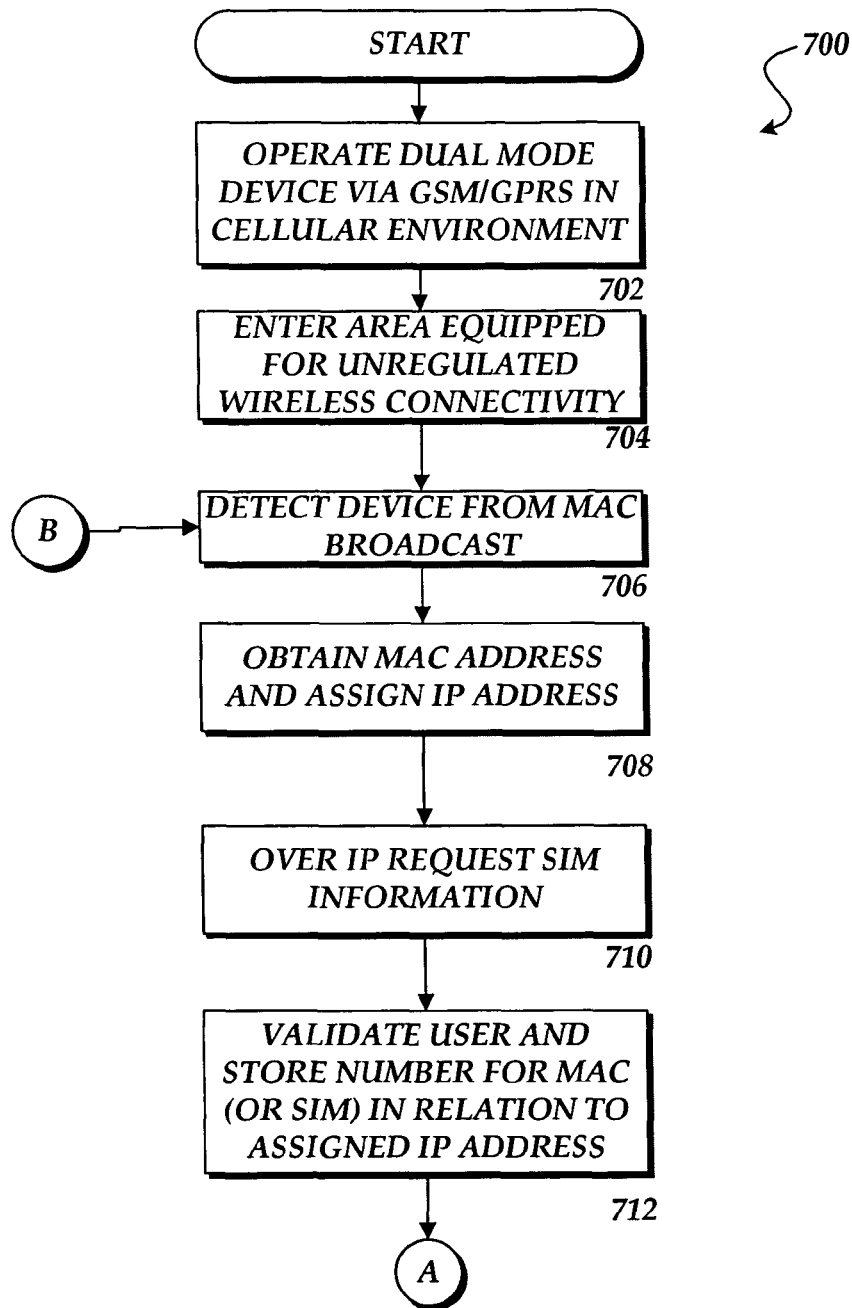 START
700
OPERATE DUAL MODE
DEVICE VIA GSM/GPRS IN
CELLULAR ENVIRONMENT
702
ENTER AREA EQUIPPED
FOR UNREGULATED
WIRELESS CONNECTIVITY
704
B
DETECT DEVICE FROM MAC
BROADCAST
706
OBTAIN MAC ADDRESS
AND ASSIGN IP ADDRESS
708
OVER IP REQUEST SIM
INFORMATION
710
VALIDATE USER AND
STORE NUMBER FOR MAC
(OR SIM) IN RELATION TO
ASSIGNED IP ADDRESS
712
A